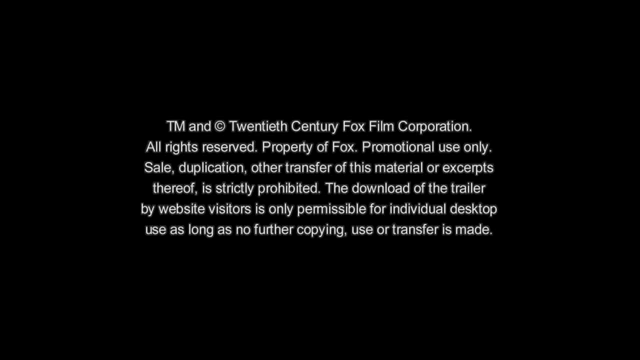 TM and © Twentieth Century Fox Film Corporation.
All rights reserved. Property of Fox. Promotional use only.
Sale, duplication, other transfer of this material or excerpts
thereof, is strictly prohibited. The download of the trailer
by website visitors is only permissible for individual desktop
use as long as no further copying, use or transfer is made.